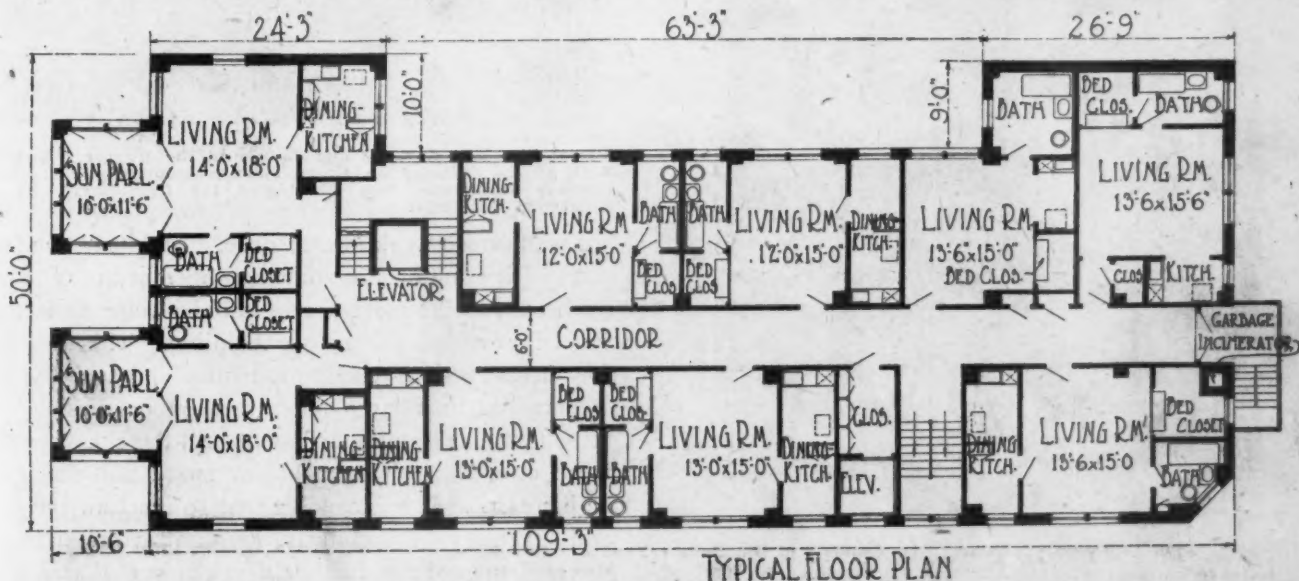 24'-3"
63'-3"
26'-9"
50'-0"
10'-0"
9'-0"
LIVING RM.
14'-0"x18'-0"
DINING-
KITCHEN
SUN PARL.
10'-0"x11'-6"
BATH
BED
CLOSET
BATH
BED
CLOSET
SUN PARL.
10'-0"x11'-6"
LIVING RM.
14'-0"x18'-0"
DINING-
KITCHEN
ELEVATOR
DINING-
KITCH.
LIVING RM.
12'-0"x15'-0"
BATH
BED
CLOS.
BATH
BED
CLOS.
LIVING RM.
12'-0"x15'-0"
DINING-
KITCH.
LIVING RM.
13'-6"x15'-0"
BED CLOS.
BATH
BED
CLOS.
BATH
LIVING RM.
13'-6"x15'-6"
CLOS.
KITCH.
GARBAGE
INCINERATOR
6'-0"
CORRIDOR
DINING-
KITCHEN
LIVING RM.
13'-0"x15'-0"
BED
CLOS.
BATH
BED
CLOS.
BATH
LIVING RM.
13'-0"x15'-0"
DINING-
KITCH.
CLOS.
ELEV.
DINING
KITCH.
LIVING RM.
13'-6"x15'-0"
BED
CLOSET
BATH
10'-6"
109'-3"
TYPICAL FLOOR PLAN